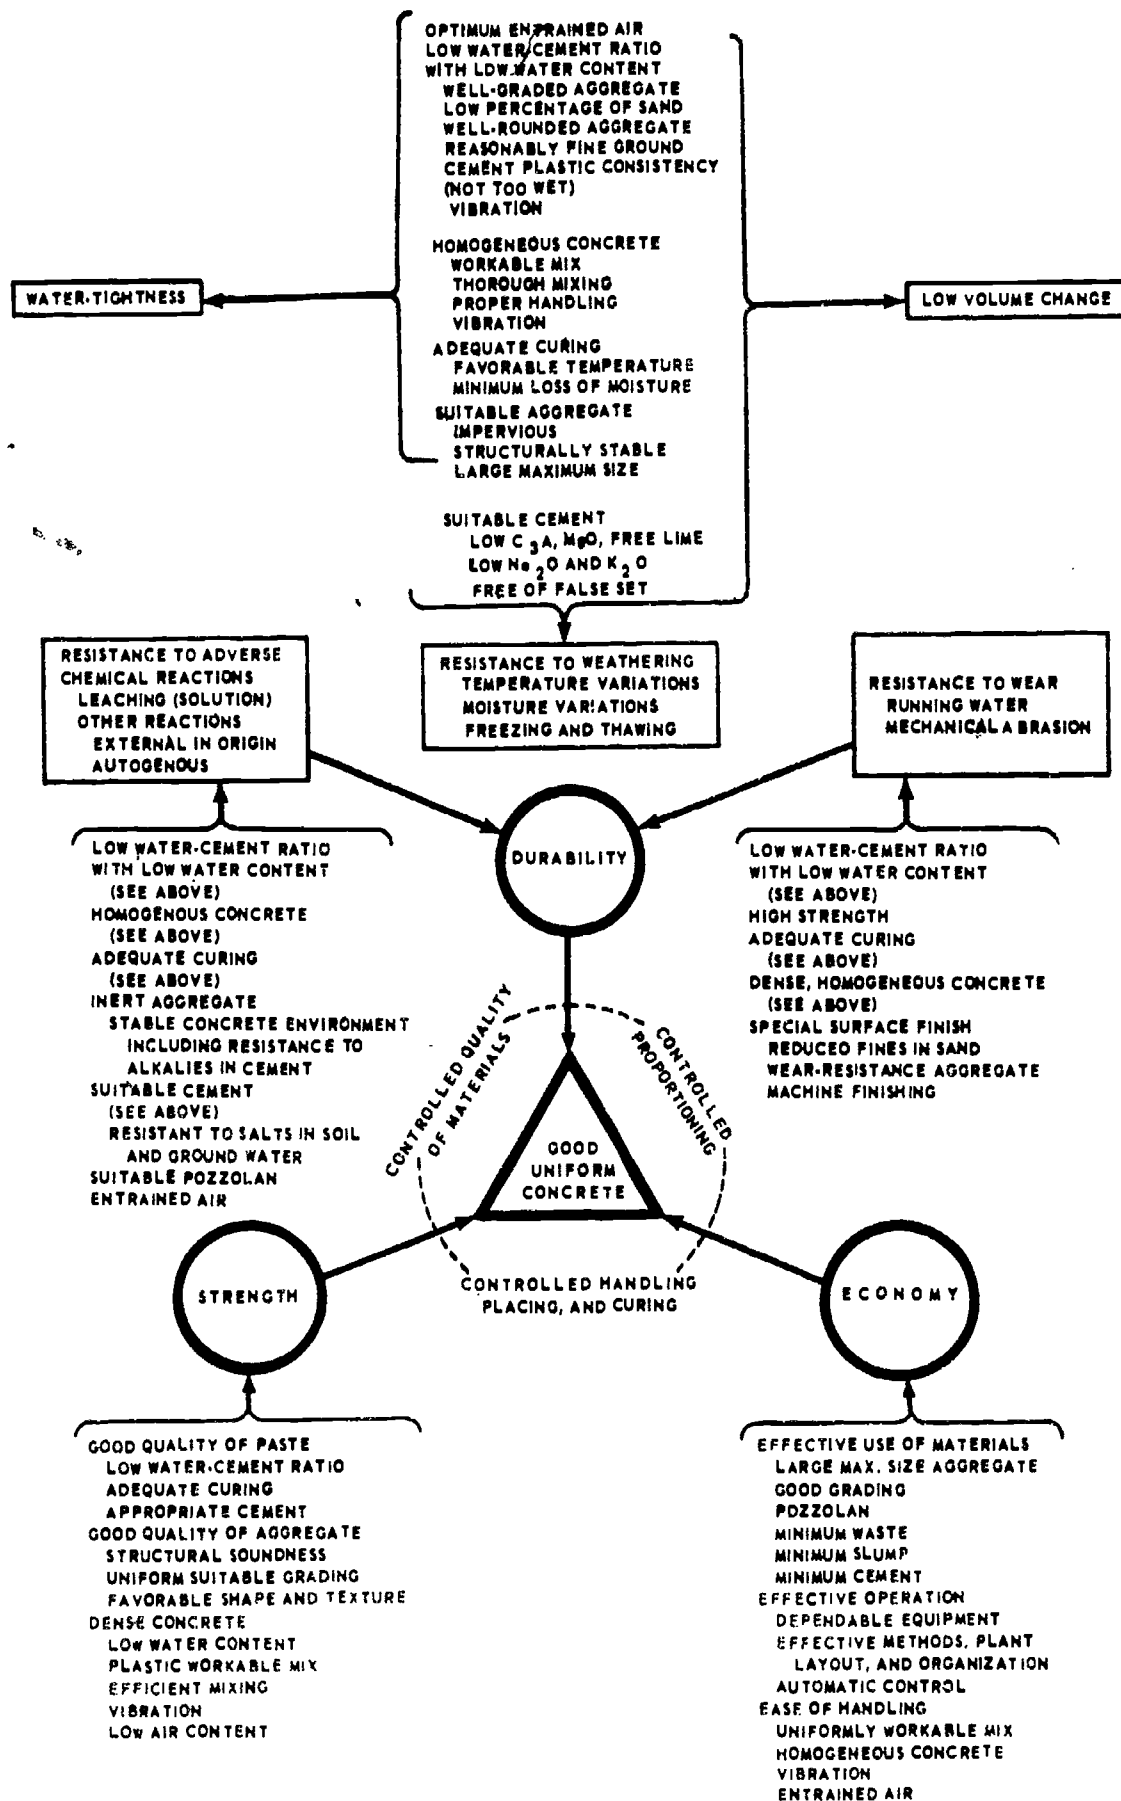 OPTIMUM ENTRAINED AIR
LOW WATER/CEMENT RATIO
WITH LOW WATER CONTENT
WELL-GRADED AGGREGATE
LOW PERCENTAGE OF SAND
WELL-ROUNDED AGGREGATE
REASONABLY FINE GROUND
CEMENT PLASTIC CONSISTENCY
(NOT TOO WET)
VIBRATION
HOMOGENEOUS CONCRETE
WORKABLE MIX
THOROUGH MIXING
PROPER HANDLING
VIBRATION
ADEQUATE CURING
FAVORABLE TEMPERATURE
MINIMUM LOSS OF MOISTURE
SUITABLE AGGREGATE
IMPERVIOUS
STRUCTURALLY STABLE
LARGE MAXIMUM SIZE
SUITABLE CEMENT
LOW C3A, MgO, FREE LIME
LOW Na2O AND K2O
FREE OF FALSE SET
WATER-TIGHTNESS
LOW VOLUME CHANGE
RESISTANCE TO ADVERSE
CHEMICAL REACTIONS
LEACHING (SOLUTION)
OTHER REACTIONS
EXTERNAL IN ORIGIN
AUTOGENOUS
RESISTANCE TO WEATHERING
TEMPERATURE VARIATIONS
MOISTURE VARIATIONS
FREEZING AND THAWING
RESISTANCE TO WEAR
RUNNING WATER
MECHANICAL ABRASION
LOW WATER-CEMENT RATIO
WITH LOW WATER CONTENT
(SEE ABOVE)
HOMOGENOUS CONCRETE
(SEE ABOVE)
ADEQUATE CURING
(SEE ABOVE)
INERT AGGREGATE
STABLE CONCRETE ENVIRONMENT
INCLUDING RESISTANCE TO
ALKALIES IN CEMENT
SUITABLE CEMENT
(SEE ABOVE)
RESISTANT TO SALTS IN SOIL
AND GROUND WATER
SUITABLE POZZOLAN
ENTRAINED AIR
DURABILITY
LOW WATER-CEMENT RATIO
WITH LOW WATER CONTENT
(SEE ABOVE)
HIGH STRENGTH
ADEQUATE CURING
(SEE ABOVE)
DENSE, HOMOGENEOUS CONCRETE
(SEE ABOVE)
SPECIAL SURFACE FINISH
REDUCED FINES IN SAND
WEAR-RESISTANCE AGGREGATE
MACHINE FINISHING
CONTROLLED QUALITY
OF MATERIALS
CONTROLLED
PROPORTIONING
GOOD
UNIFORM
CONCRETE
CONTROLLED HANDLING
PLACING, AND CURING
STRENGTH
ECONOMY
GOOD QUALITY OF PASTE
LOW WATER-CEMENT RATIO
ADEQUATE CURING
APPROPRIATE CEMENT
GOOD QUALITY OF AGGREGATE
STRUCTURAL SOUNDNESS
UNIFORM SUITABLE GRADING
FAVORABLE SHAPE AND TEXTURE
DENSE CONCRETE
LOW WATER CONTENT
PLASTIC WORKABLE MIX
EFFICIENT MIXING
VIBRATION
LOW AIR CONTENT
EFFECTIVE USE OF MATERIALS
LARGE MAX. SIZE AGGREGATE
GOOD GRADING
POZZOLAN
MINIMUM WASTE
MINIMUM SLUMP
MINIMUM CEMENT
EFFECTIVE OPERATION
DEPENDABLE EQUIPMENT
EFFECTIVE METHODS, PLANT
LAYOUT, AND ORGANIZATION
AUTOMATIC CONTROL
EASE OF HANDLING
UNIFORMLY WORKABLE MIX
HOMOGENEOUS CONCRETE
VIBRATION
ENTRAINED AIR